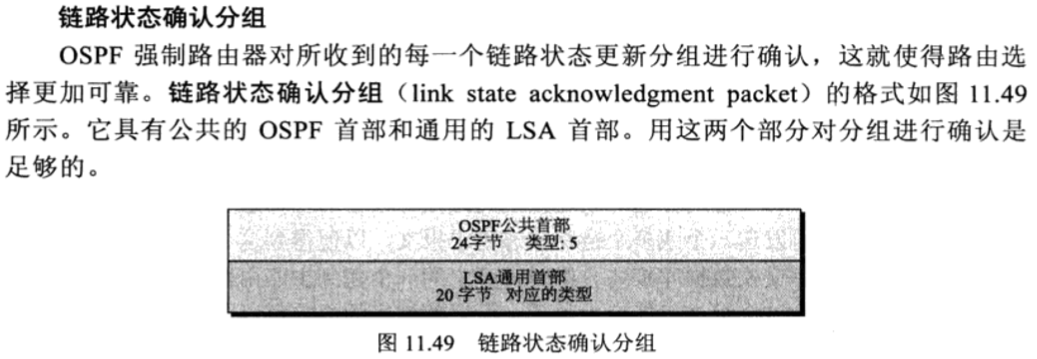 链路状态确认分组
OSPF 强制路由器对所收到的每一个链路状态更新分组进行确认，这就使得路由选
择更加可靠。链路状态确认分组（link state acknowledgment packet）的格式如图 11.49
所示。它具有公共的 OSPF 首部和通用的 LSA 首部。用这两个部分对分组进行确认是
足够的。
OSPF公共首部
24字节 类型: 5
LSA通用首部
20 字节 对应的类型
图 11.49 链路状态确认分组